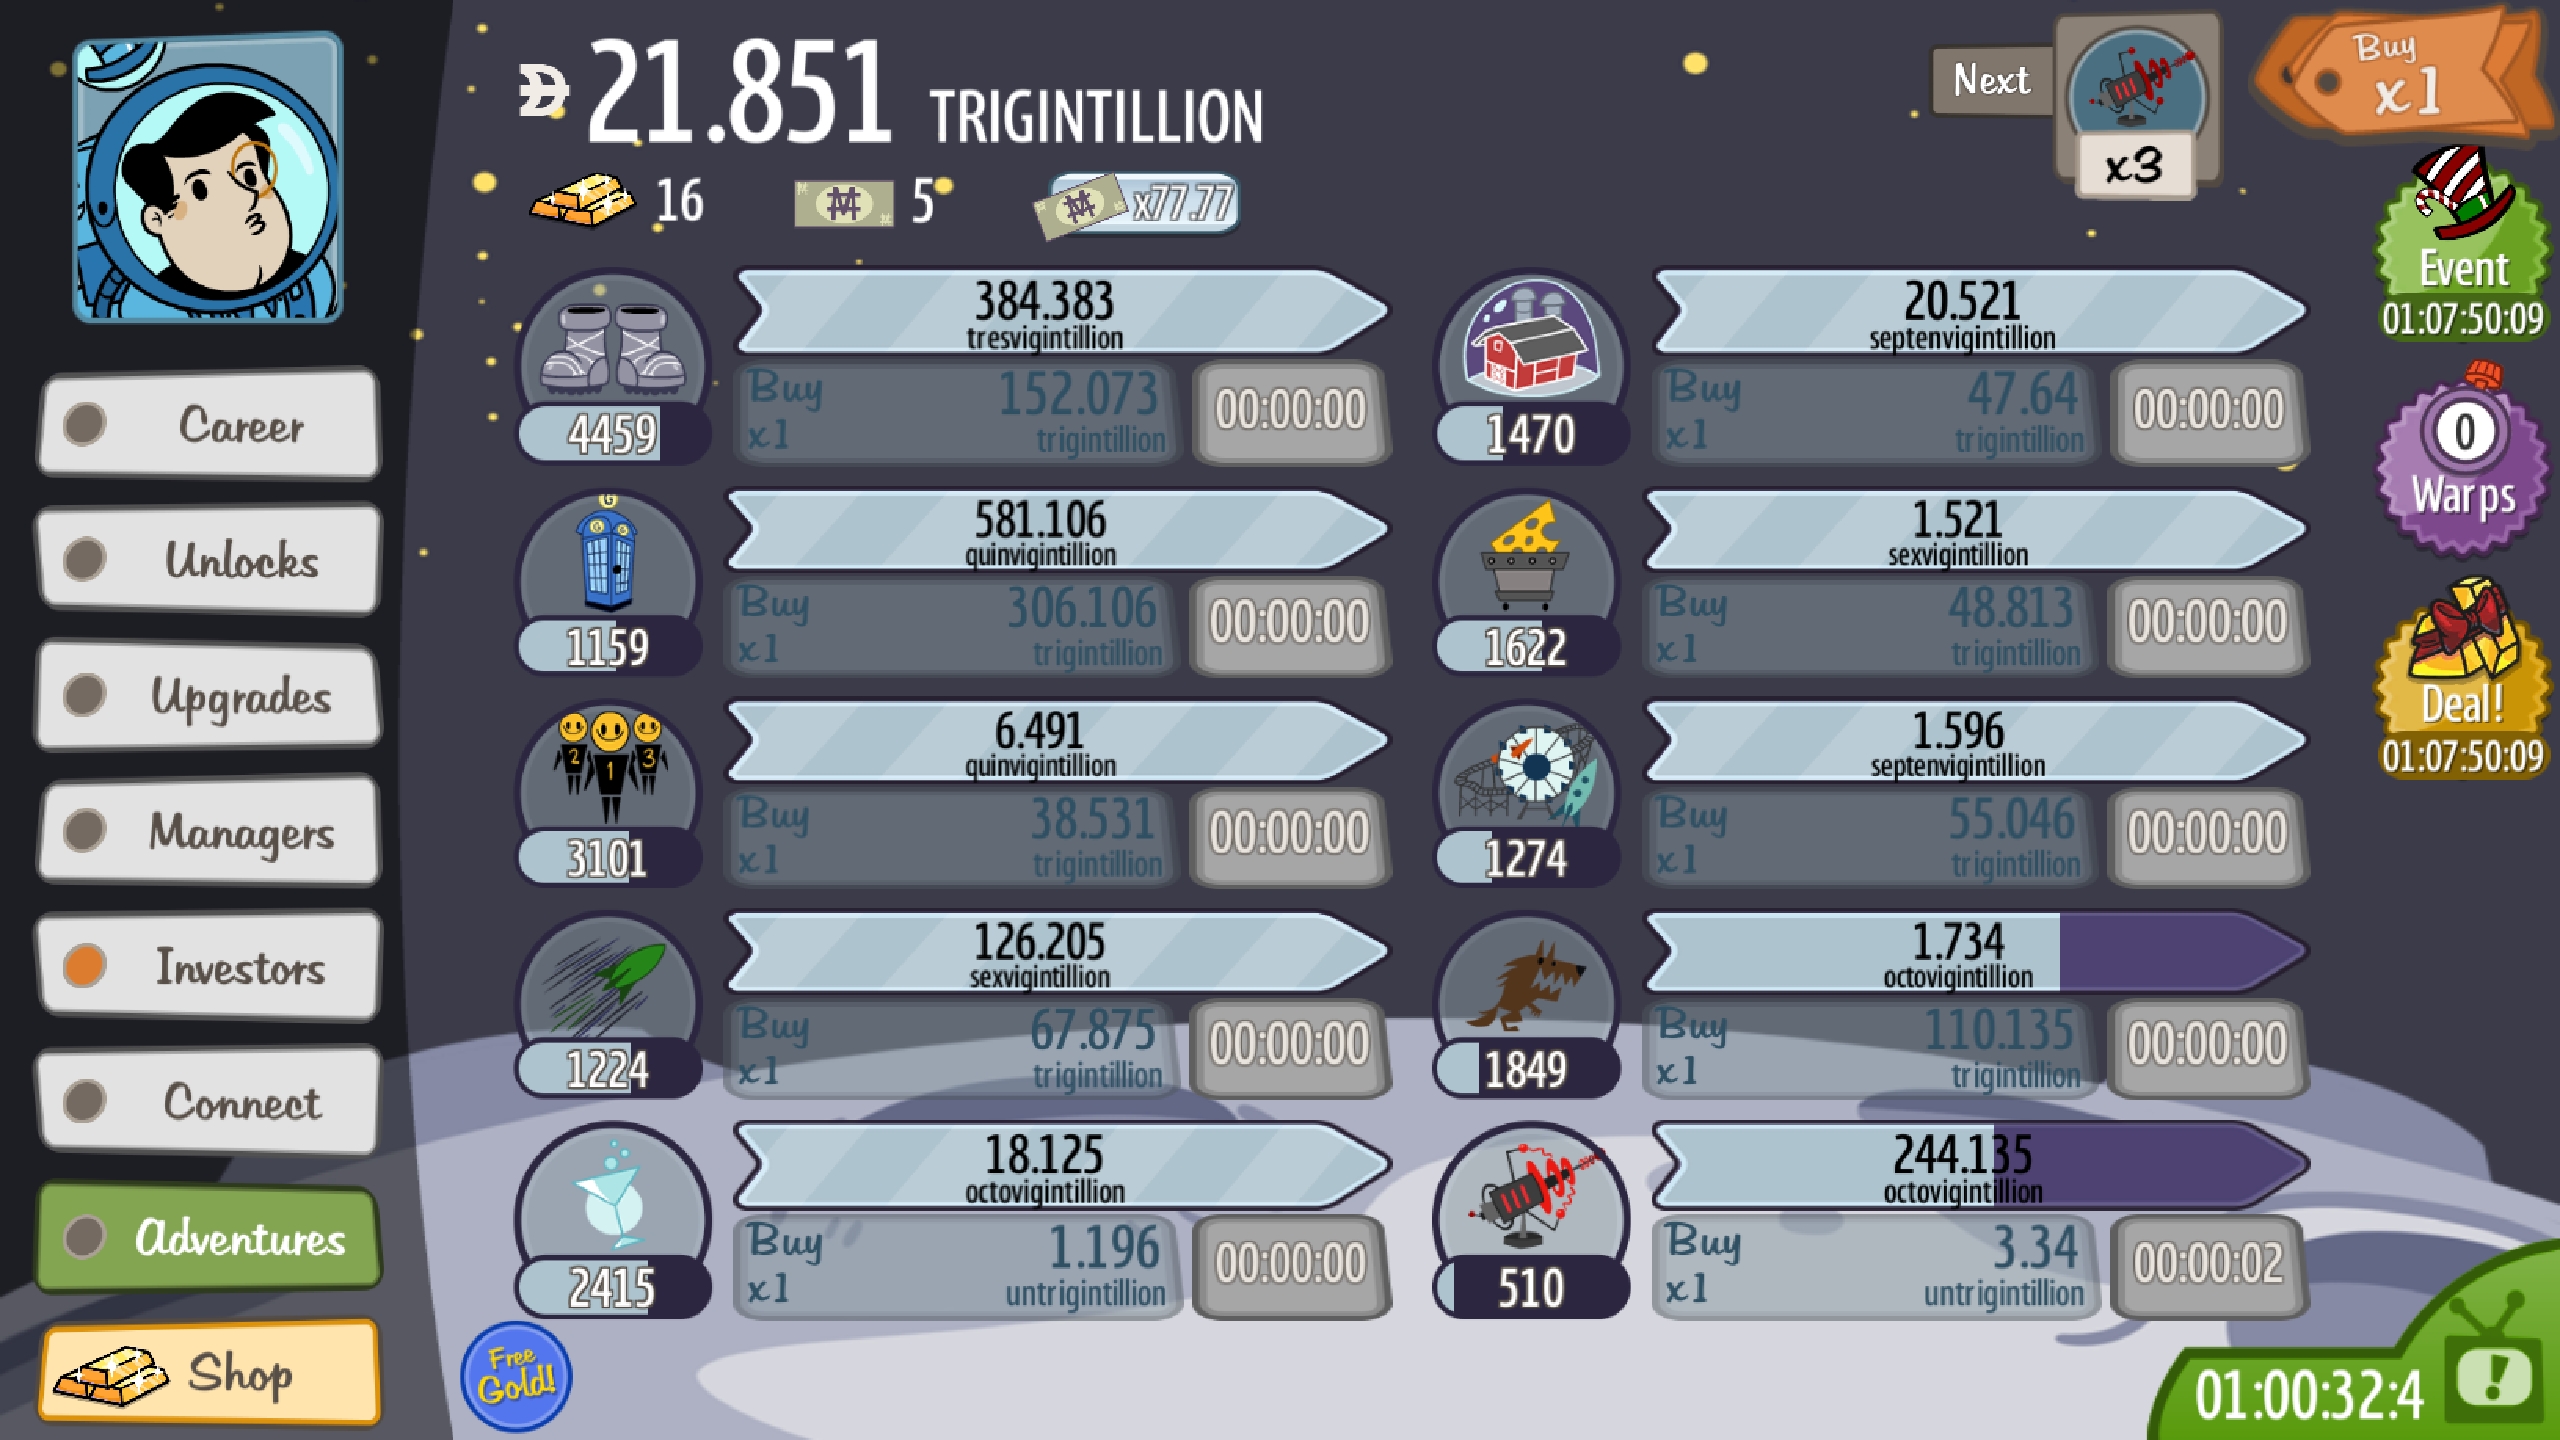 21.851 TRIGINTILLION
16
5
x77.77
Next
x3
Buy
x1
Event
01:07:50:09
0
Warps
Deal!
01:07:50:09
Career
Unlocks
Upgrades
Managers
Investors
Connect
Adventures
Shop
384.383
tresvigintillion
4459
Buy
x1
152.073
trigintillion
00:00:00
20.521
septenvigintillion
1470
Buy
x1
47.64
trigintillion
00:00:00
G
581.106
quinvigintillion
1159
Buy
x1
306.106
trigintillion
00:00:00
1.521
sexvigintillion
1622
Buy
x1
48.813
trigintillion
00:00:00
2 1 3
6.491
quinvigintillion
3101
Buy
x1
38.531
trigintillion
00:00:00
1.596
septenvigintillion
1274
Buy
x1
55.046
trigintillion
00:00:00
126.205
sexvigintillion
1224
Buy
x1
67.875
trigintillion
00:00:00
1.734
octovigintillion
1849
Buy
x1
110.135
trigintillion
00:00:00
18.125
octovigintillion
2415
Buy
x1
1.196
untrigintillion
00:00:00
244.135
octovigintillion
510
Buy
x1
3.34
untrigintillion
00:00:02
Free
Gold!
01:00:32:4
!